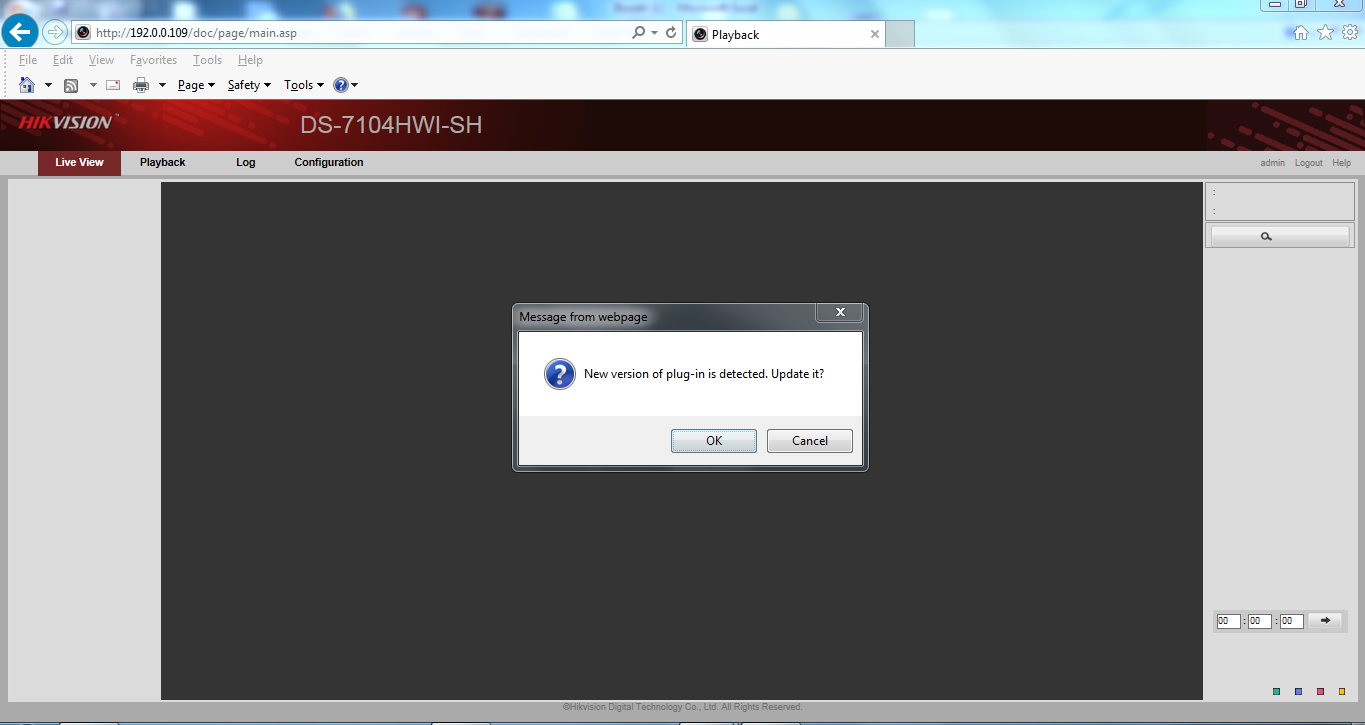 http://192.0.0.109/doc/page/main.asp
Playback
File Edit View Favorites Tools Help
Page Safety Tools
HIKVISION™
DS-7104HWI-SH
Live View Playback Log Configuration
admin Logout Help
:
:
Message from webpage
New version of plug-in is detected. Update it?
OK Cancel
00 : 00 : 00
©Hikvision Digital Technology Co., Ltd. All Rights Reserved.